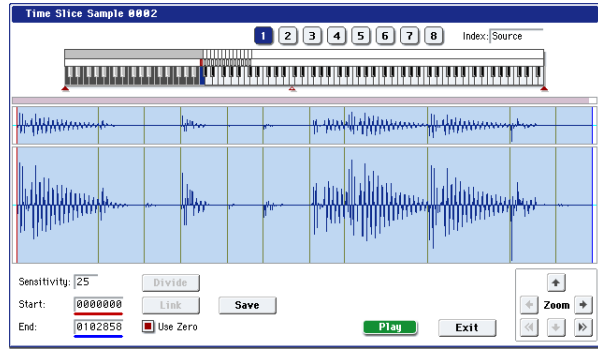 Time Slice Sample 0002
1 2 3 4 5 6 7 8 Index: Source
Sensitivity: 25 Divide
Start: 0000000 Link Save
End: 0102858 Use Zero Play Exit
Zoom